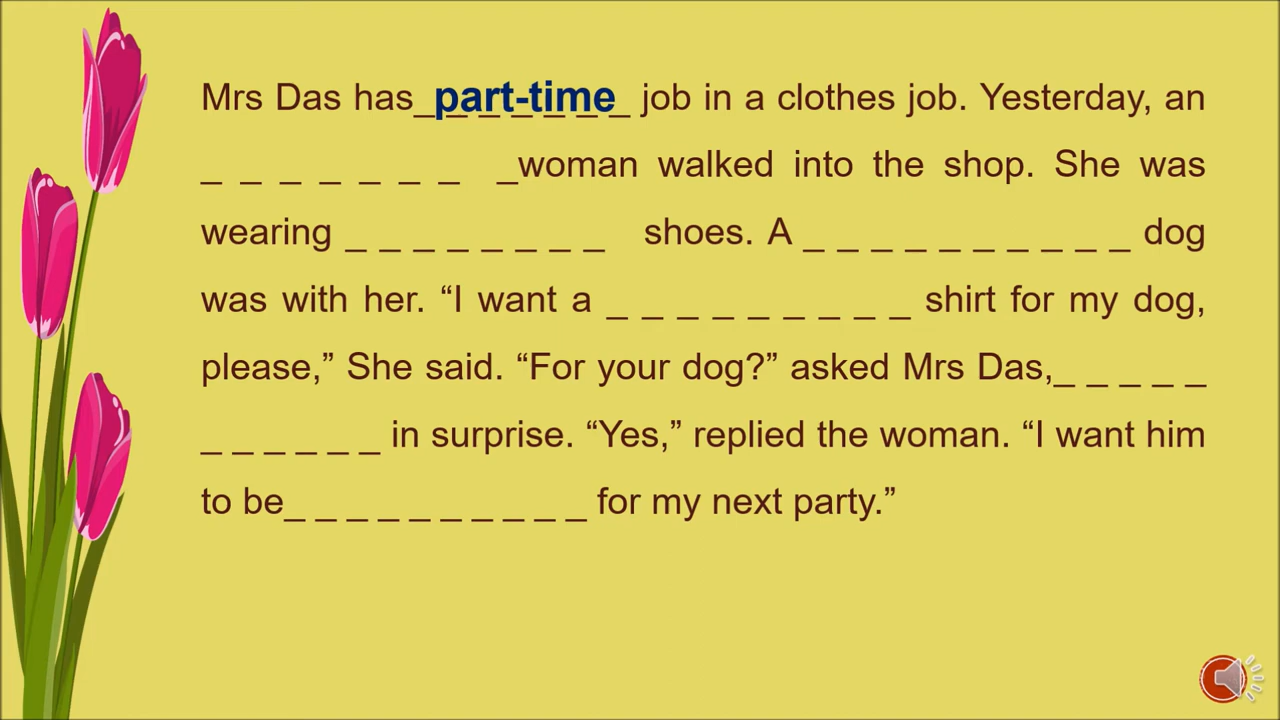 Mrs Das has_part-time_ job in a clothes job. Yesterday, an
_ _ _ _ _ _ _ _woman walked into the shop. She was
wearing _ _ _ _ _ _ _ _ shoes. A _ _ _ _ _ _ _ _ _ _ dog
was with her. “I want a _ _ _ _ _ _ _ _ _ shirt for my dog,
please,” She said. “For your dog?” asked Mrs Das,_ _ _ _ _
_ _ _ _ _ _ in surprise. “Yes,” replied the woman. “I want him
to be_ _ _ _ _ _ _ _ _ _ for my next party.”